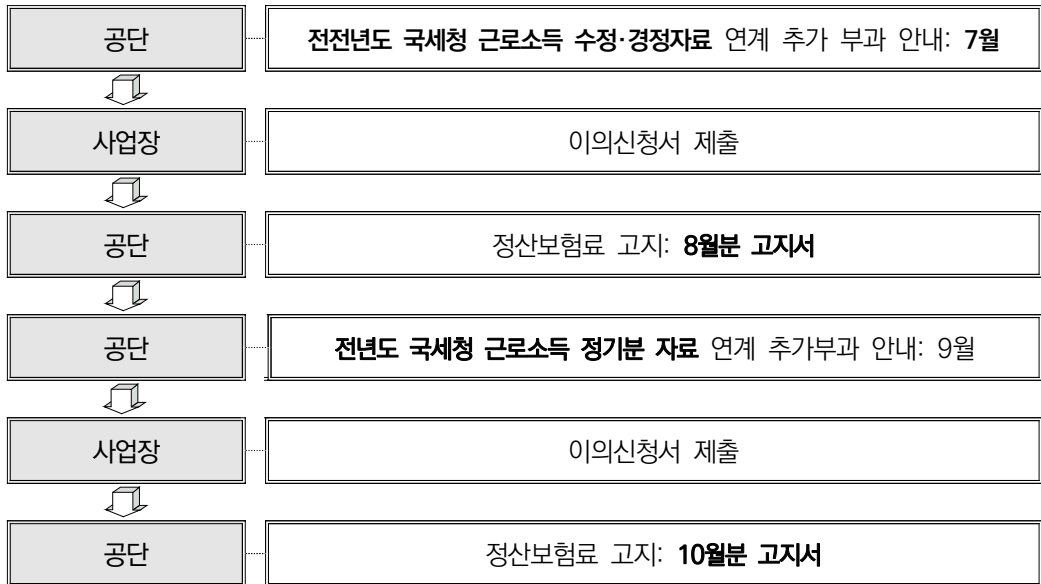 공단
전전년도 국세청 근로소득 수정·경정자료 연계 추가 부과 안내: 7월
사업장
이의신청서 제출
공단
정산보험료 고지: 8월분 고지서
공단
전년도 국세청 근로소득 정기분 자료 연계 추가부과 안내: 9월
사업장
이의신청서 제출
공단
정산보험료 고지: 10월분 고지서